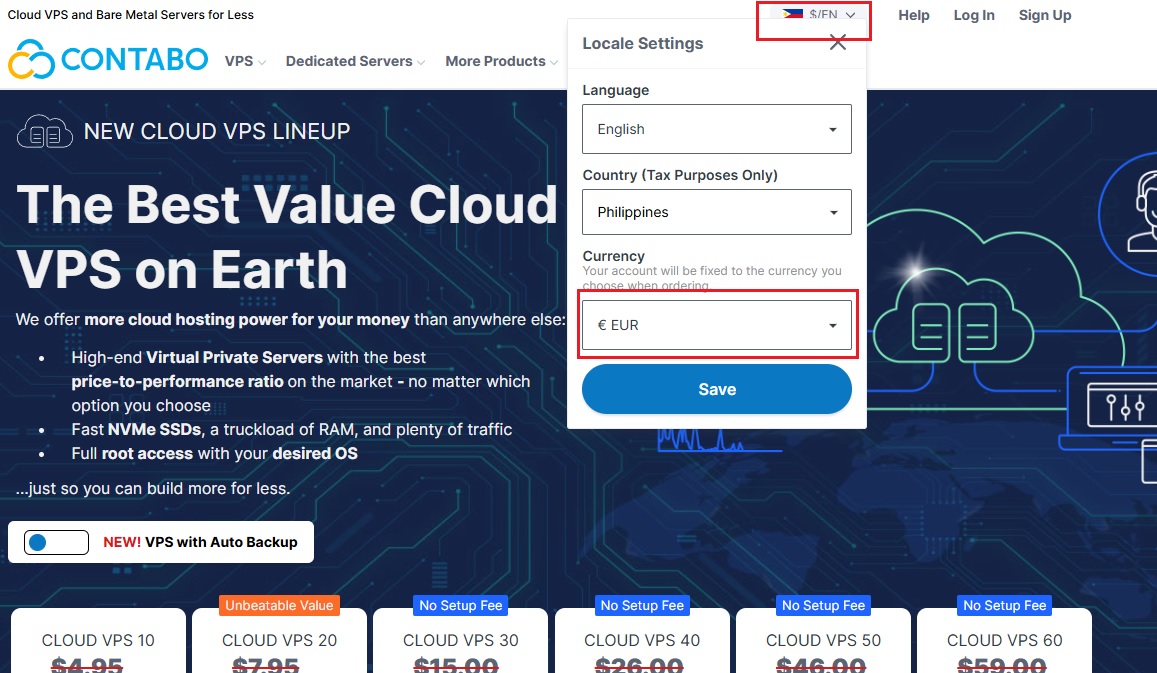 Cloud VPS and Bare Metal Servers for Less
$/EN
Help
Log In
Sign Up
CONTABO
VPS
Dedicated Servers
More Products
Locale Settings
Language
English
Country (Tax Purposes Only)
Philippines
Currency
Your account will be fixed to the currency you
choose when ordering.
€ EUR
Save
NEW CLOUD VPS LINEUP
The Best Value Cloud
VPS on Earth
We offer more cloud hosting power for your money than anywhere else:
• High-end Virtual Private Servers with the best
price-to-performance ratio on the market - no matter which
option you choose
• Fast NVMe SSDs, a truckload of RAM, and plenty of traffic
• Full root access with your desired OS
...just so you can build more for less.
NEW! VPS with Auto Backup
Unbeatable Value
No Setup Fee
No Setup Fee
No Setup Fee
No Setup Fee
CLOUD VPS 10
CLOUD VPS 20
CLOUD VPS 30
CLOUD VPS 40
CLOUD VPS 50
CLOUD VPS 60
$4.95
$7.95
$15.00
$26.00
$46.00
$59.00